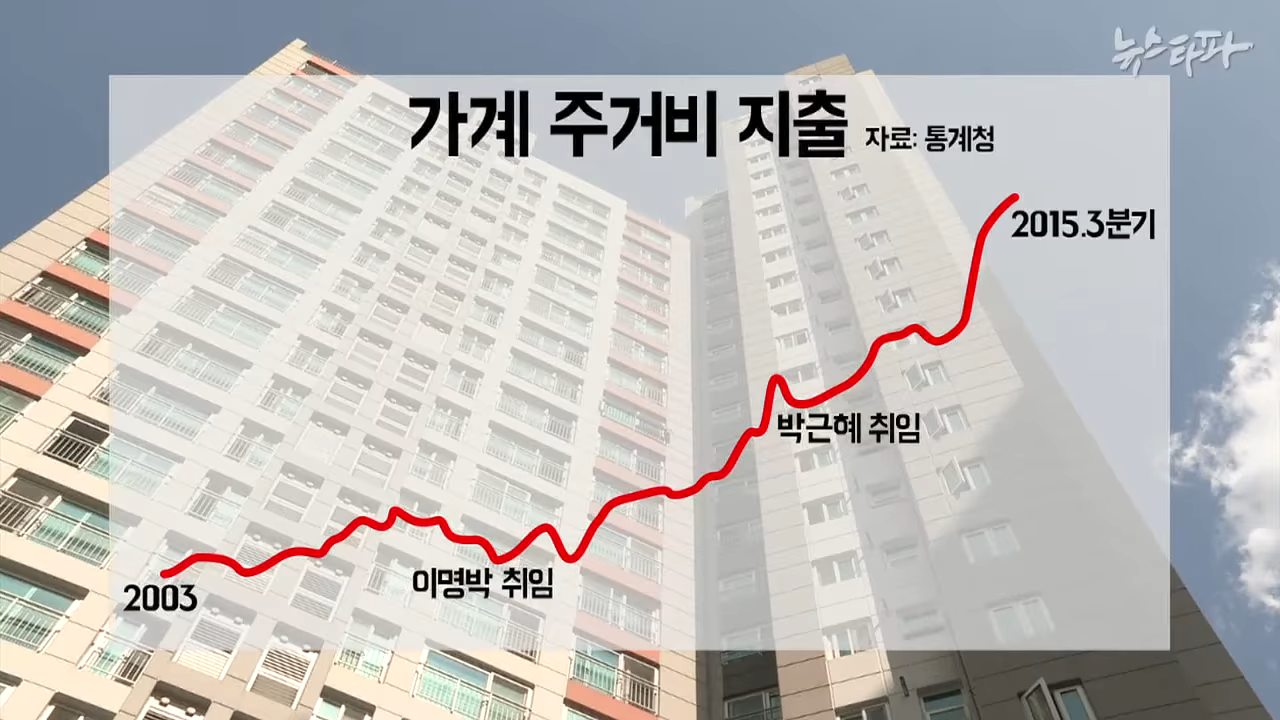 뉴스타파
가계 주거비 지출 자료: 통계청
2015.3분기
박근혜 취임
이명박 취임
2003